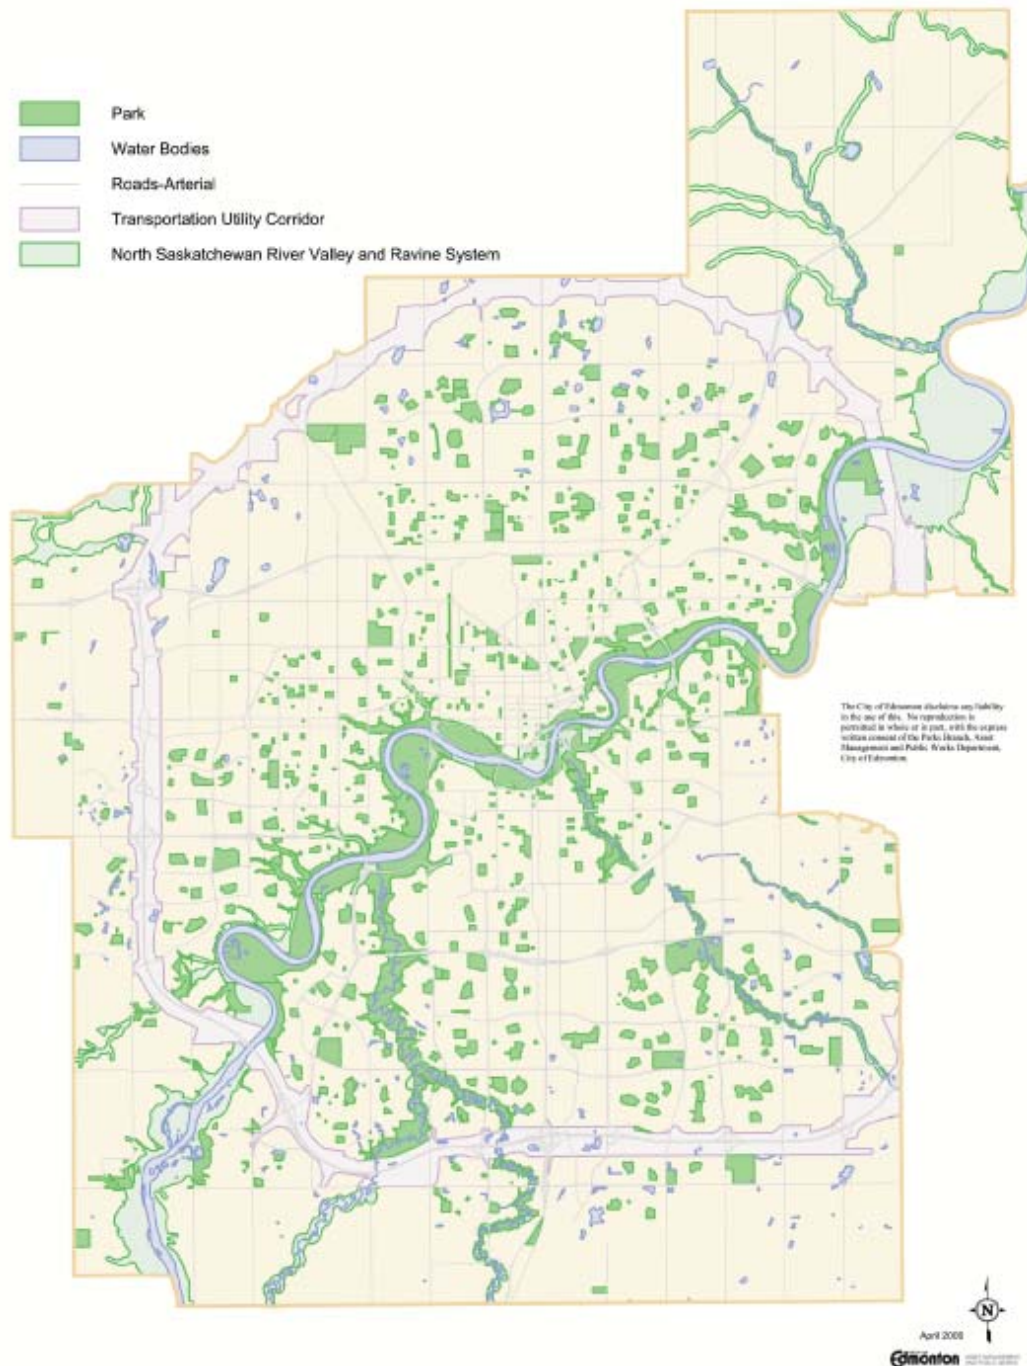 Park
Water Bodies
Roads-Arterial
Transportation Utility Corridor
North Saskatchewan River Valley and Ravine System
The City of Edmonton disclaims any liability
in the use of this. No reproduction is
permitted in whole or in part, with the express
written consent of the Parks Branch, Asset
Management and Public Works Department,
City of Edmonton.
N
April 2006
Edmonton